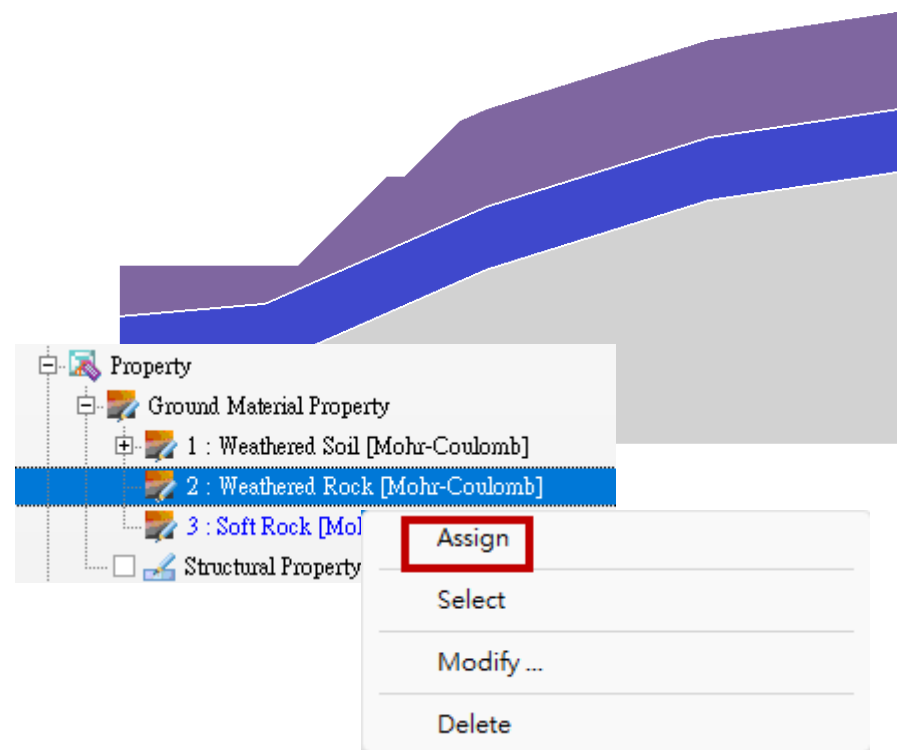 Property
Ground Material Property
1 : Weathered Soil [Mohr-Coulomb]
2 : Weathered Rock [Mohr-Coulomb]
3 : Soft Rock [Mo
Structural Property
Assign
Select
Modify ...
Delete